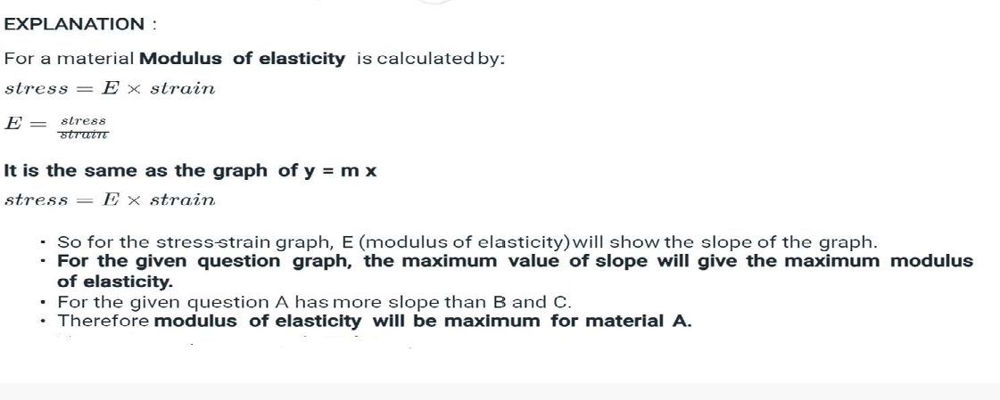 EXPLANATION :
For a material Modulus of elasticity is calculated by:
stress = E × strain
E = stress/strain
It is the same as the graph of y = m x
stress = E × strain
• So for the stress-strain graph, E (modulus of elasticity) will show the slope of the graph.
• For the given question graph, the maximum value of slope will give the maximum modulus
of elasticity.
• For the given question A has more slope than B and C.
• Therefore modulus of elasticity will be maximum for material A.